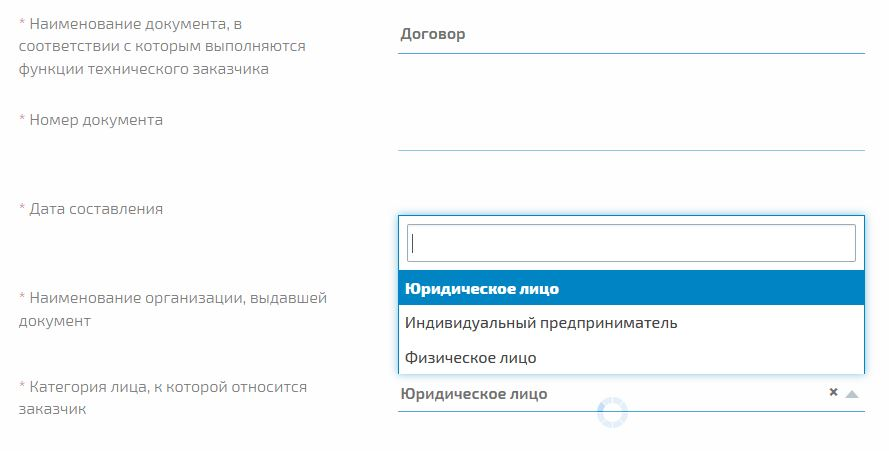 * Наименование документа, в
соответствии с которым выполняются
функции технического заказчика
Договор
* Номер документа
* Дата составления
* Наименование организации, выдавшей
документ
Юридическое лицо
Индивидуальный предприниматель
Физическое лицо
* Категория лица, к которой относится
заказчик
Юридическое лицо